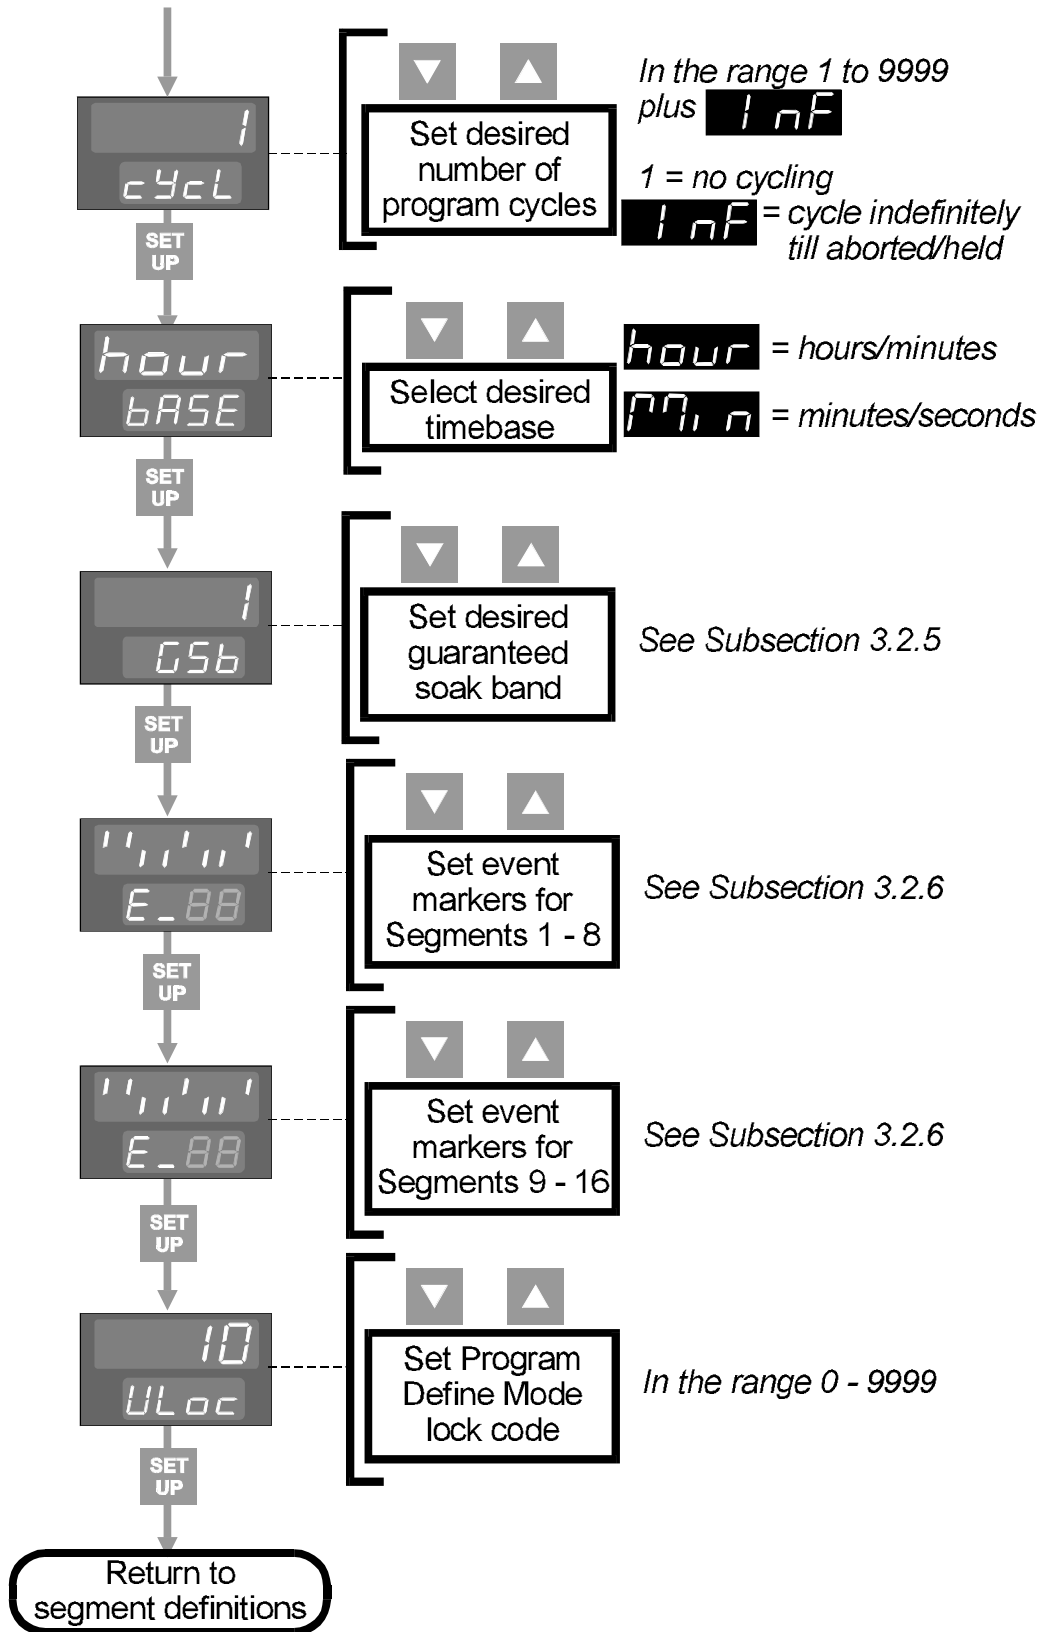 1
cYcL
SET
UP
Set desired
number of
program cycles
In the range 1 to 9999
plus InF
1 = no cycling
InF = cycle indefinitely
till aborted/held
hour
bASE
SET
UP
Select desired
timebase
hour = hours/minutes
Min = minutes/seconds
1
GSb
SET
UP
Set desired
guaranteed
soak band
See Subsection 3.2.5
E_88
SET
UP
Set event
markers for
Segments 1 - 8
See Subsection 3.2.6
E_88
SET
UP
Set event
markers for
Segments 9 - 16
See Subsection 3.2.6
10
ULoc
SET
UP
Set Program
Define Mode
lock code
In the range 0 - 9999
Return to
segment definitions